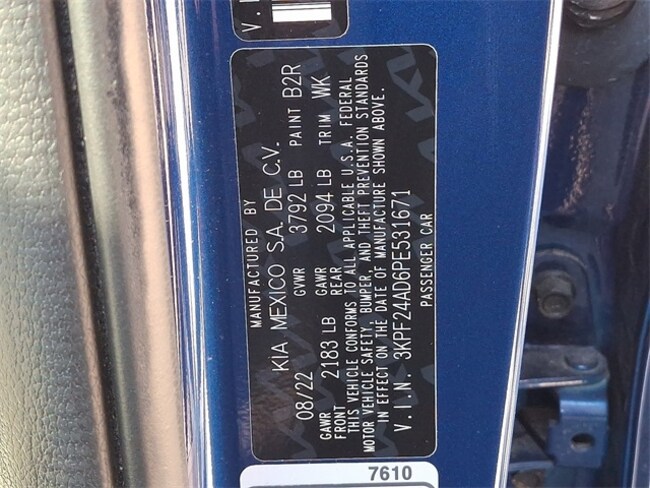 V.I
MANUFACTURED BY
KIA MEXICO S.A. DE C.V.
08/22 GVWR 3792 LB PAINT B2R
GAWR FRONT 2183 LB GAWR REAR 2094 LB TRIM WK
THIS VEHICLE CONFORMS TO ALL APPLICABLE U.S.A. FEDERAL
MOTOR VEHICLE SAFETY, BUMPER, AND THEFT PREVENTION STANDARDS
IN EFFECT ON THE DATE OF MANUFACTURE SHOWN ABOVE.
V.I.N. 3KPF24AD6PE531671
PASSENGER CAR
7610